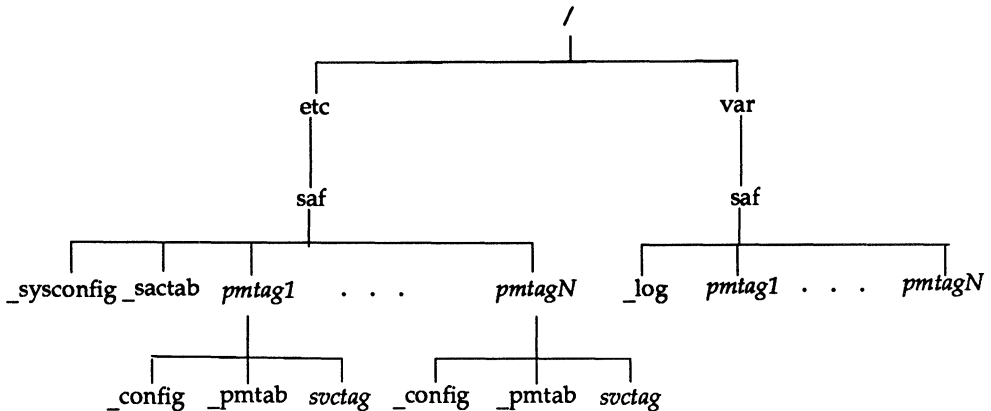 /
etc var
saf saf
_sysconfig _sactab pmtag1 . . . pmtagN _log pmtag1 . . . pmtagN
_config _pmtab svctag _config _pmtab svctag